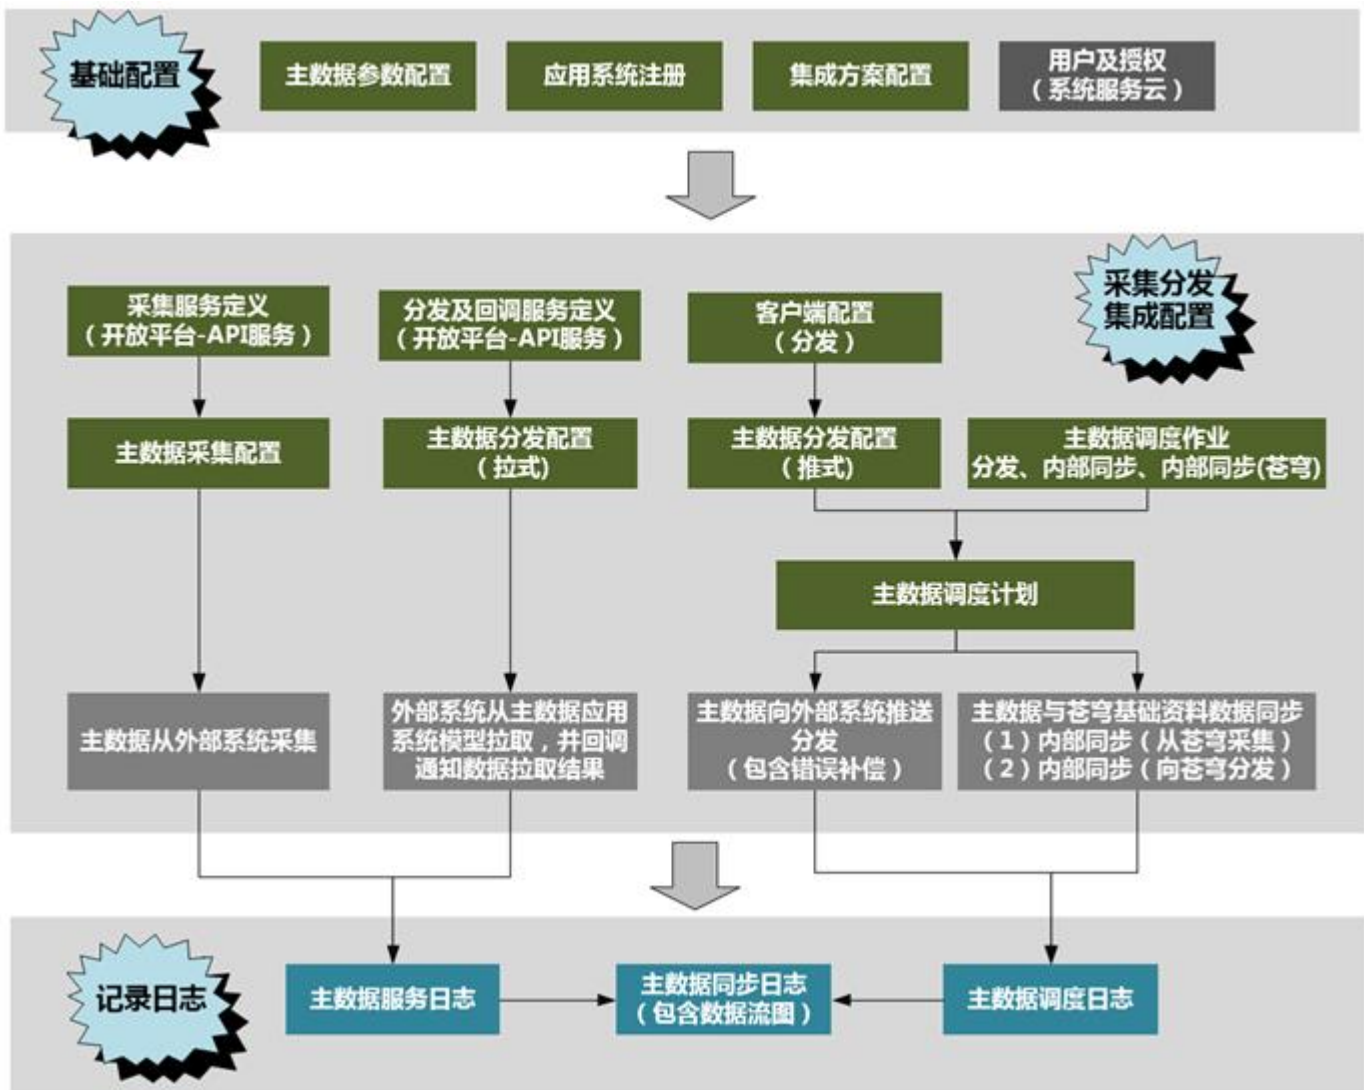 基础配置
主数据参数配置
应用系统注册
集成方案配置
用户及授权
（系统服务云）
采集分发
集成配置
采集服务定义
（开放平台-API服务）
分发及回调服务定义
（开放平台-API服务）
客户端配置
（分发）
主数据采集配置
主数据分发配置
（拉式）
主数据分发配置
（推式）
主数据调度作业
分发、内部同步、内部同步(苍穹)
主数据调度计划
主数据从外部系统采集
外部系统从主数据应用
系统模型拉取，并回调
通知数据拉取结果
主数据向外部系统推送
分发
（包含错误补偿）
主数据与苍穹基础资料数据同步
（1）内部同步（从苍穹采集）
（2）内部同步（向苍穹分发）
记录日志
主数据服务日志
主数据同步日志
（包含数据流图）
主数据调度日志